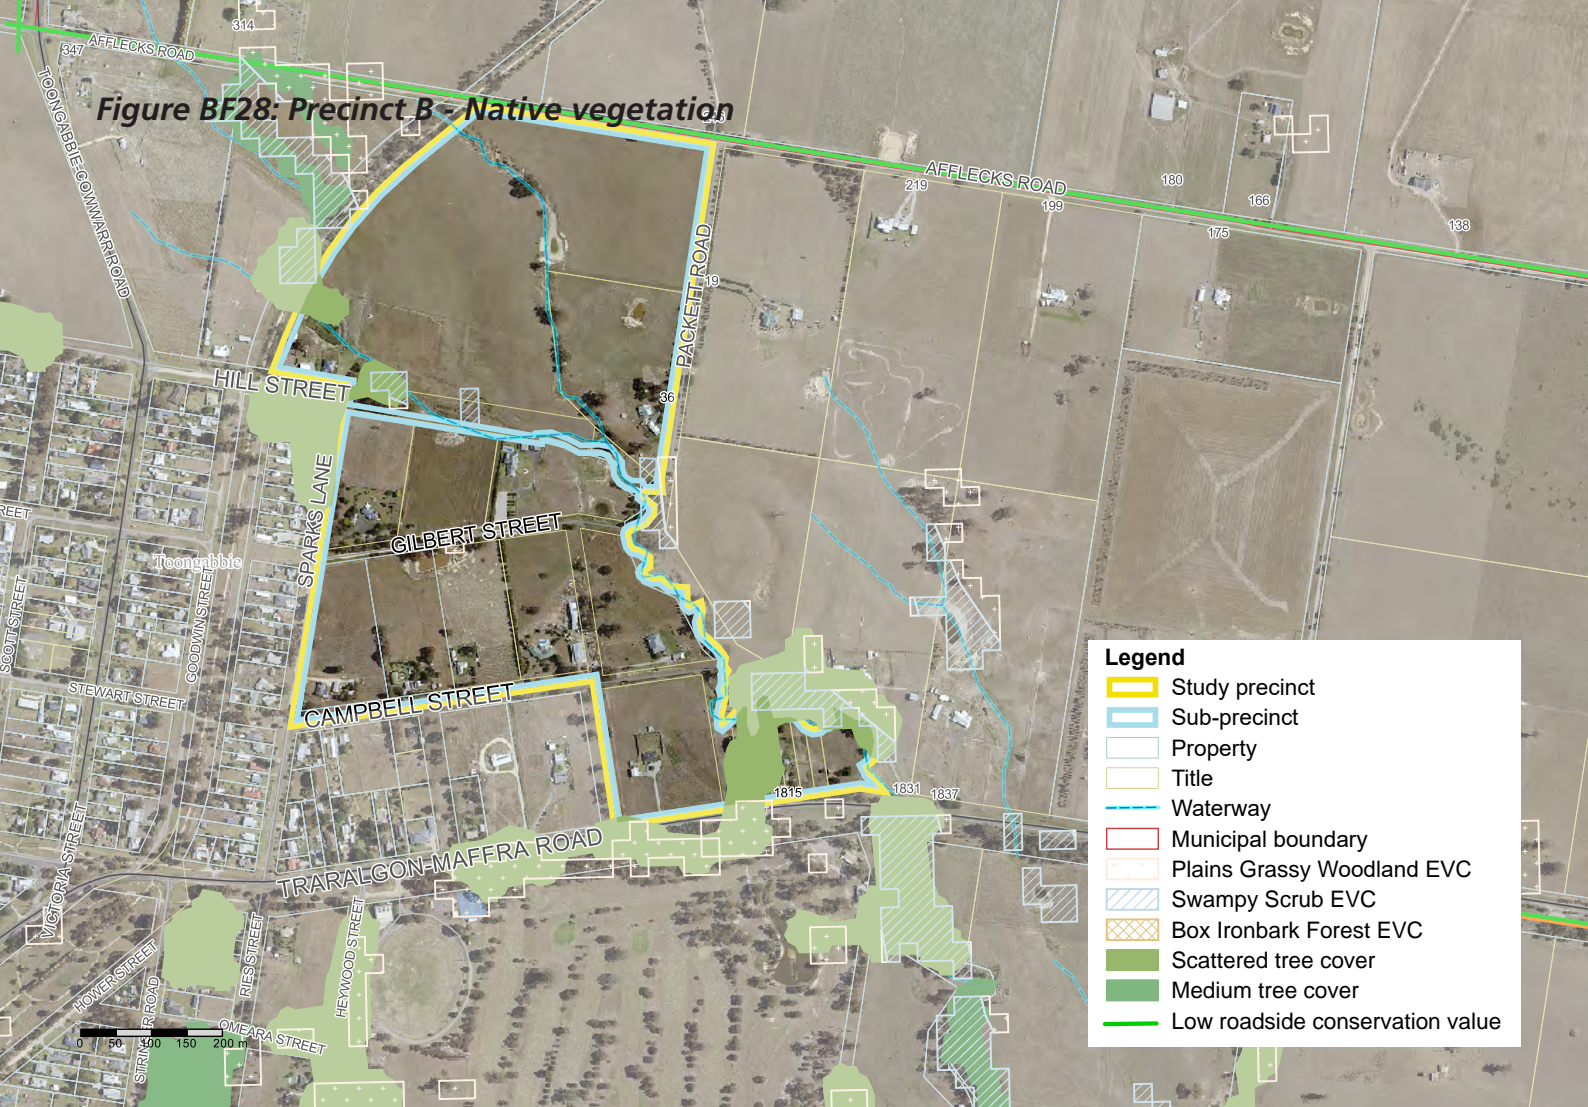 314
347
AFFLECKS ROAD
Figure BF28: Precinct B - Native vegetation
TOONGABBIE-COWWARR-ROAD
AFFLECKS ROAD
219
199
180
166
175
138
PACKETT ROAD
19
36
HILL STREET
SPARKS LANE
GILBERT STREET
Toongabbie
GOODWIN STREET
SCOTT STREET
STEWART STREET
CAMPBELL STREET
1815
1831
1837
TRARALGON-MAFFRA ROAD
VICTORIA STREET
HOWER STREET
RIES STREET
HEYWOOD STREET
OMEARA STREET
0 50 100 150 200 m
Legend
Study precinct
Sub-precinct
Property
Title
Waterway
Municipal boundary
Plains Grassy Woodland EVC
Swampy Scrub EVC
Box Ironbark Forest EVC
Scattered tree cover
Medium tree cover
Low roadside conservation value